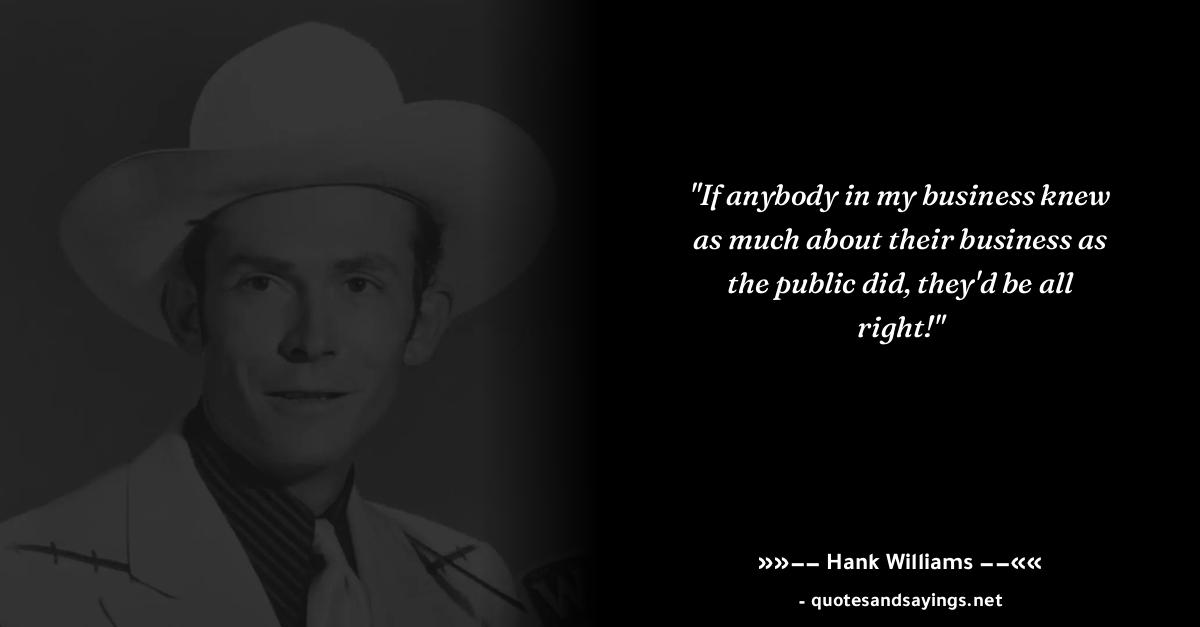 "If anybody in my business knew
as much about their business as
the public did, they'd be all
right!"
»»–– Hank Williams ––««
- quotesandsayings.net